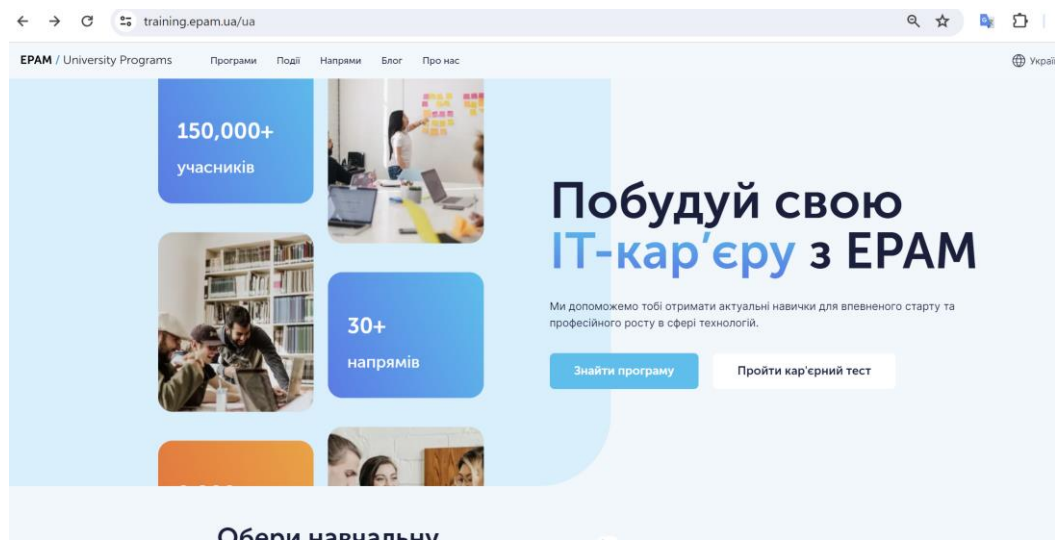 training.epam.ua/ua
EPAM / University Programs Програми Події Напрями Блог Про нас
150,000+
учасників
30+
напрямів
Побудуй свою
ІТ-кар'єру з EPAM
Ми допоможемо тобі отримати актуальні навички для впевненого старту та
професійного росту в сфері технологій.
Знайти програму Пройти кар'єрний тест
Обери навчальну